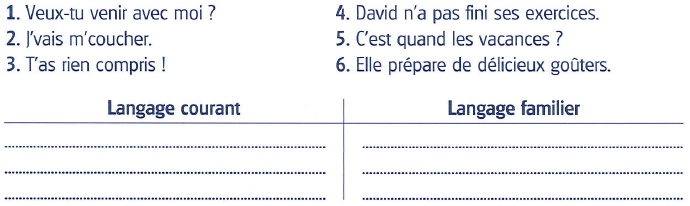 1. Veux-tu venir avec moi ?
2. J'vais m'coucher.
3. T'as rien compris !
4. David n'a pas fini ses exercices.
5. C'est quand les vacances ?
6. Elle prépare de délicieux goûters.
Langage courant
Langage familier